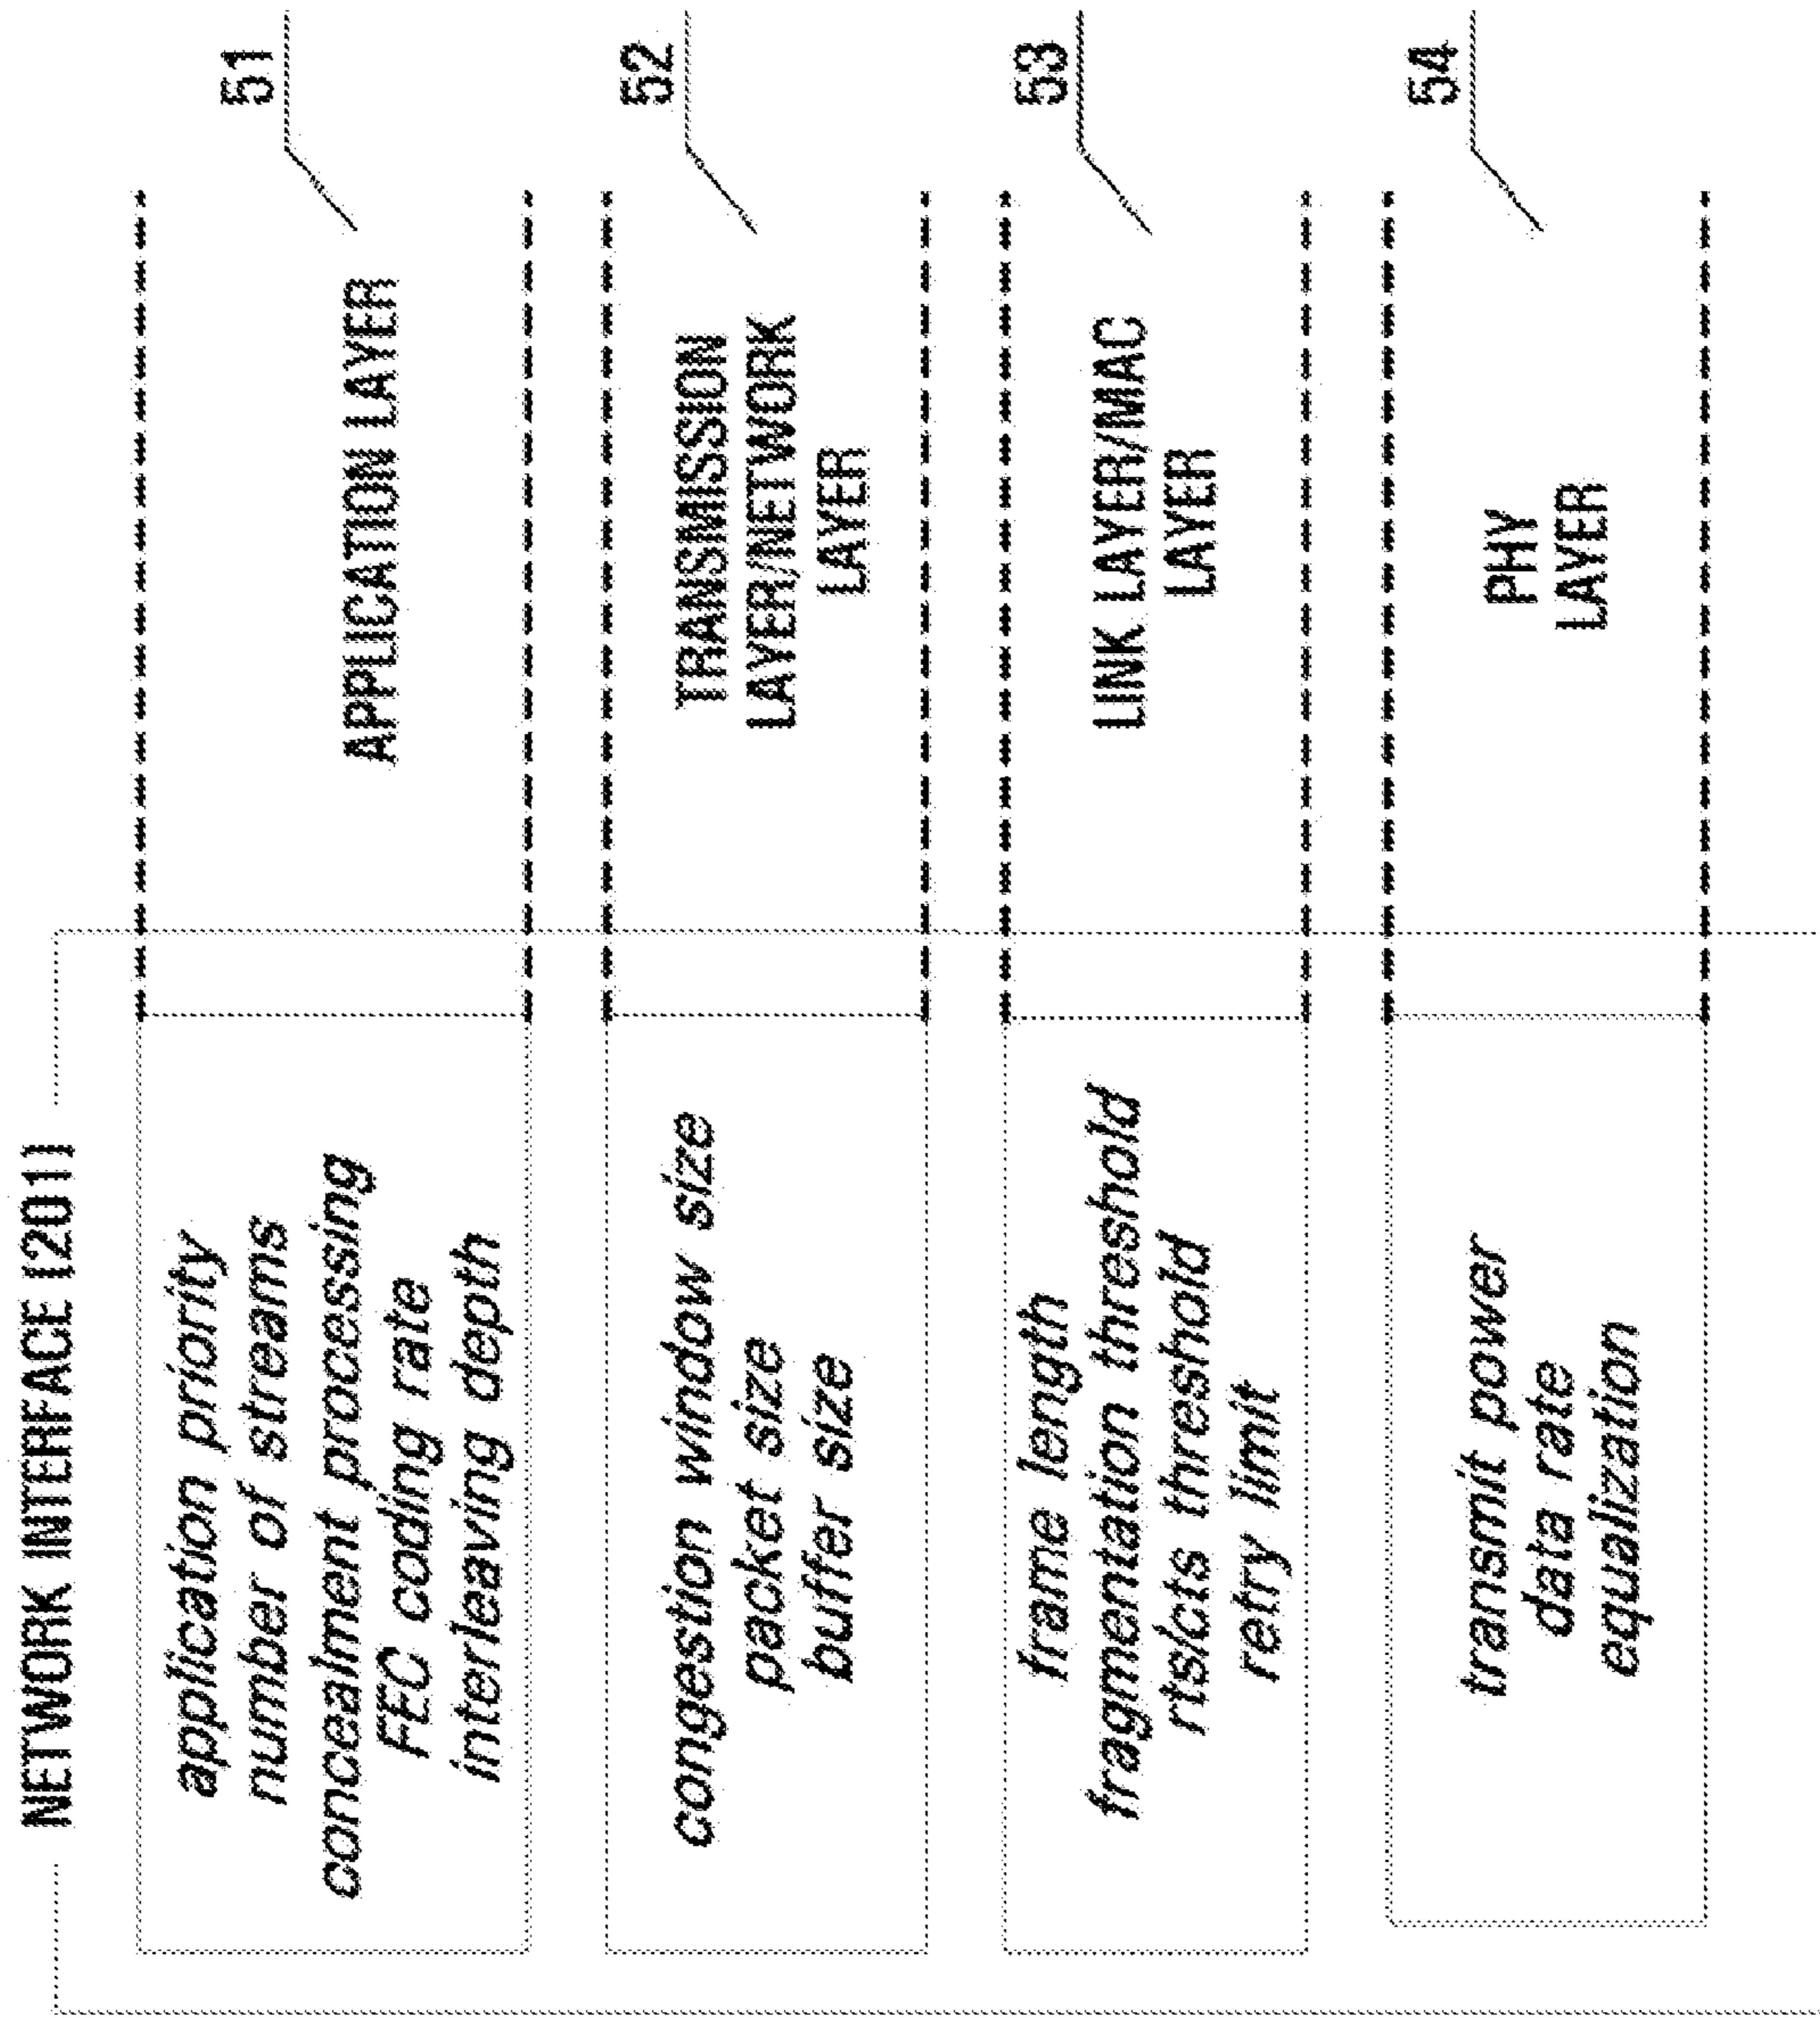 NETWORK INTERFACE (201)
application priority
number of streams
concealment processing
FEC coding rate
interleaving depth
APPLICATION LAYER
51
congestion window size
packet size
buffer size
TRANSMISSION
LAYER/NETWORK
LAYER
52
frame length
fragmentation threshold
rts/cts threshold
retry limit
LINK LAYER/MAC
LAYER
53
transmit power
data rate
equalization
PHY
LAYER
54